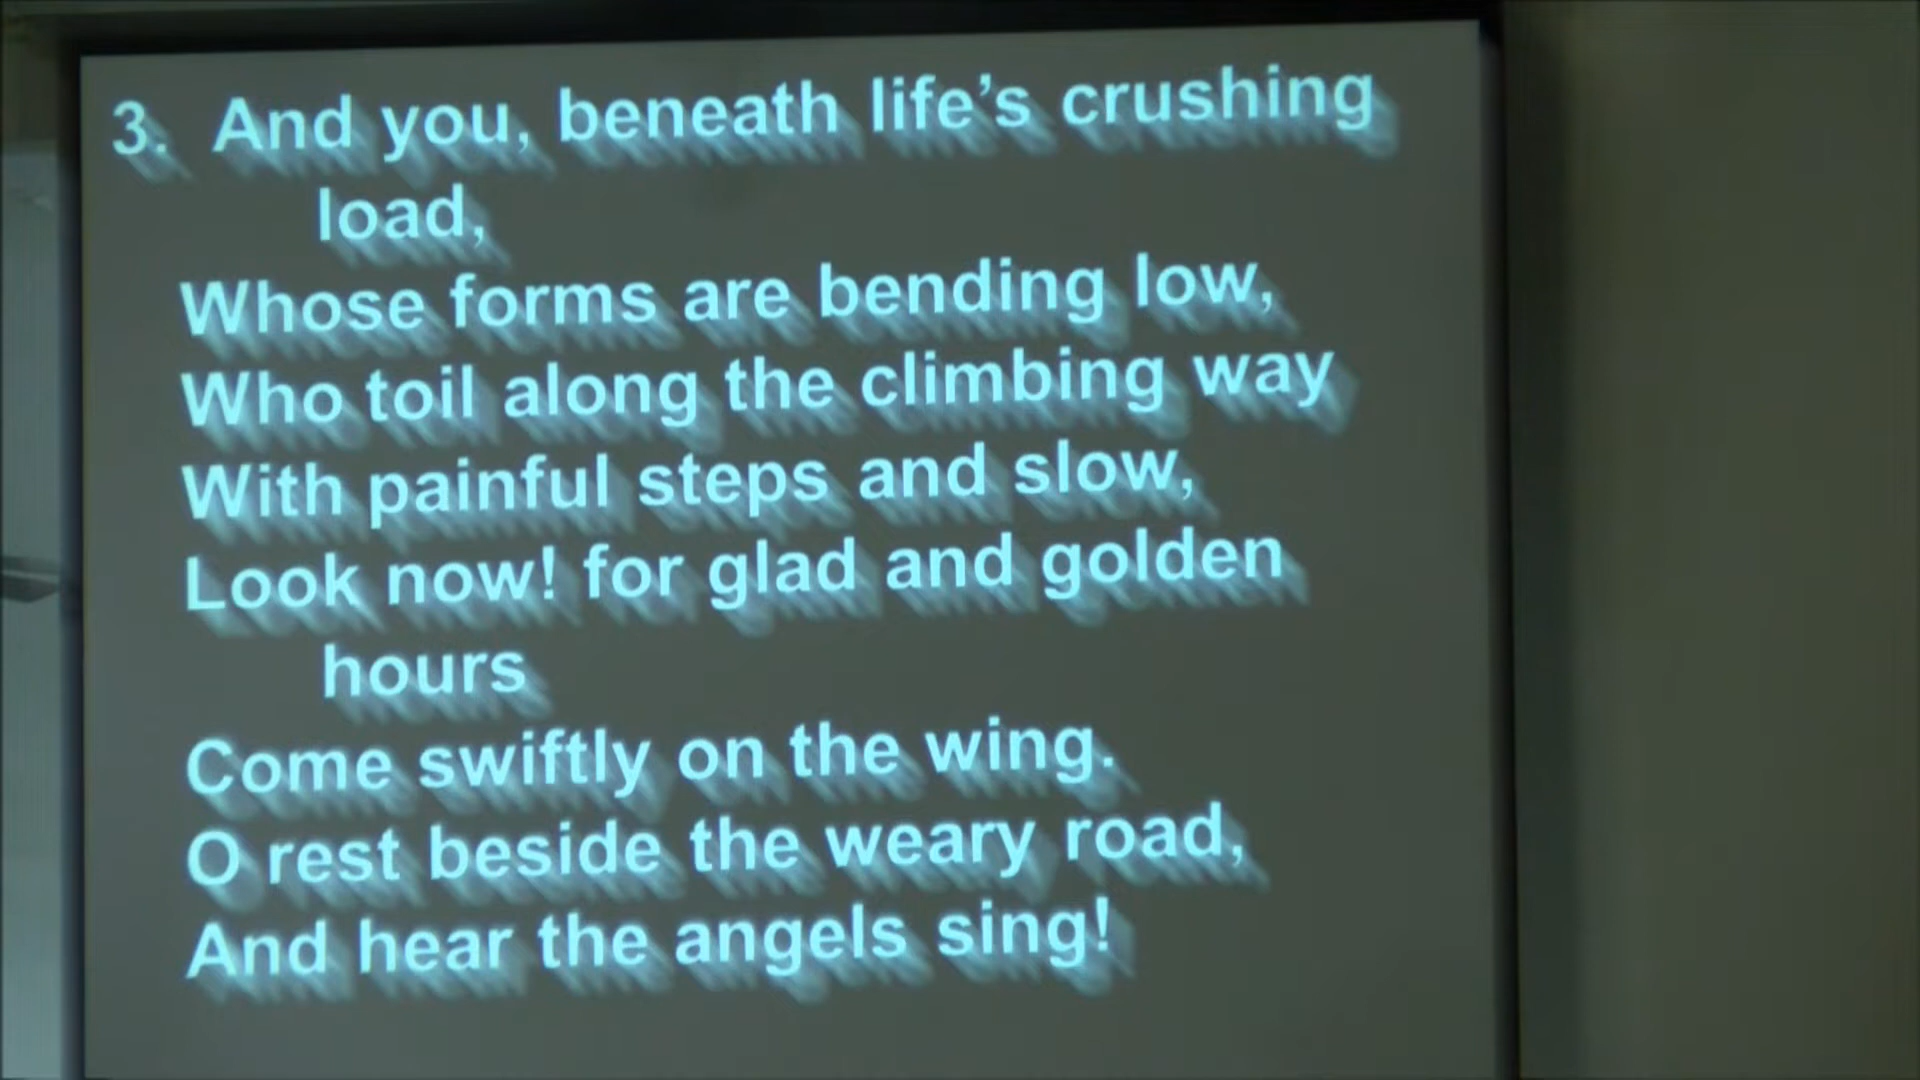 3. And you, beneath life's crushing
load,
Whose forms are bending low,
Who toil along the climbing way
With painful steps and slow,
Look now! for glad and golden
hours
Come swiftly on the wing.
O rest beside the weary road,
And hear the angels sing!